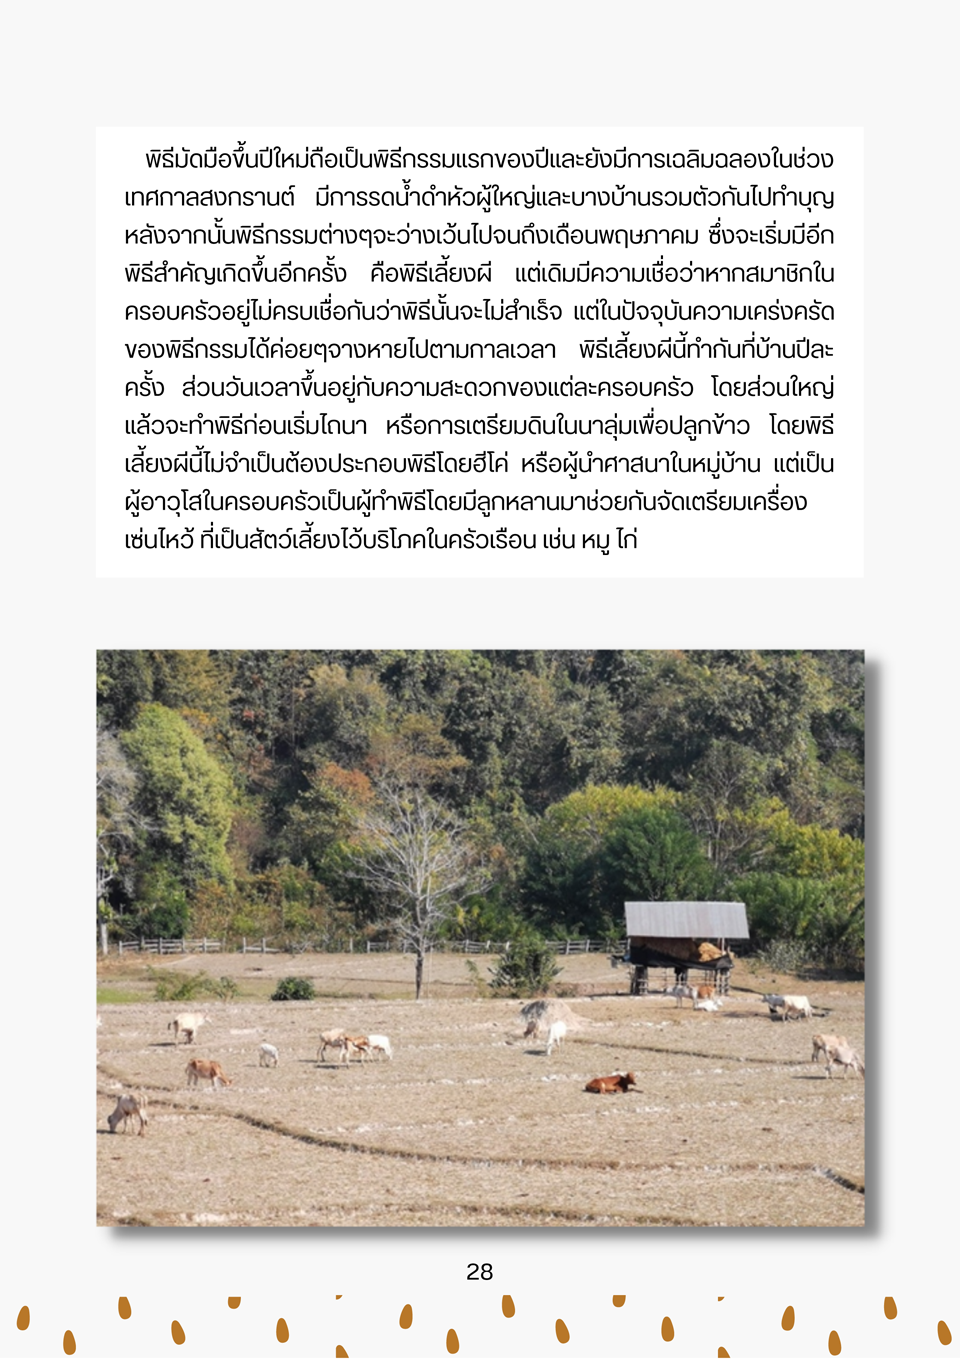 พิธีมัดมือขึ้นปีใหม่ถือเป็นพิธีกรรมแรกของปีและยังมีการเฉลิมฉลองในช่วง
เทศกาลสงกรานต์ มีการรดน้ำดำหัวผู้ใหญ่และบางบ้านรวมตัวกันไปทำบุญ
หลังจากนั้นพิธีกรรมต่างๆจะว่างเว้นไปจนถึงเดือนพฤษภาคม ซึ่งจะเริ่มมีอีก
พิธีสำคัญเกิดขึ้นอีกครั้ง คือพิธีเลี้ยงผี แต่เดิมมีความเชื่อว่าหากสมาชิกใน
ครอบครัวอยู่ไม่ครบเชื่อกันว่าพิธีนั้นจะไม่สำเร็จ แต่ในปัจจุบันความเคร่งครัด
ของพิธีกรรมได้ค่อยๆจางหายไปตามกาลเวลา พิธีเลี้ยงผีนี้ทำกันที่บ้านปีละ
ครั้ง ส่วนวันเวลาขึ้นอยู่กับความสะดวกของแต่ละครอบครัว โดยส่วนใหญ่
แล้วจะทำพิธีก่อนเริ่มไถนา หรือการเตรียมดินในนาลุ่มเพื่อปลูกข้าว โดยพิธี
เลี้ยงผีนี้ไม่จำเป็นต้องประกอบพิธีโดยฮีโค่ หรือผู้นำศาสนาในหมู่บ้าน แต่เป็น
ผู้อาวุโสในครอบครัวเป็นผู้ทำพิธีโดยมีลูกหลานมาช่วยกันจัดเตรียมเครื่อง
เซ่นไหว้ ที่เป็นสัตว์เลี้ยงไว้บริโภคในครัวเรือน เช่น หมู ไก่
28